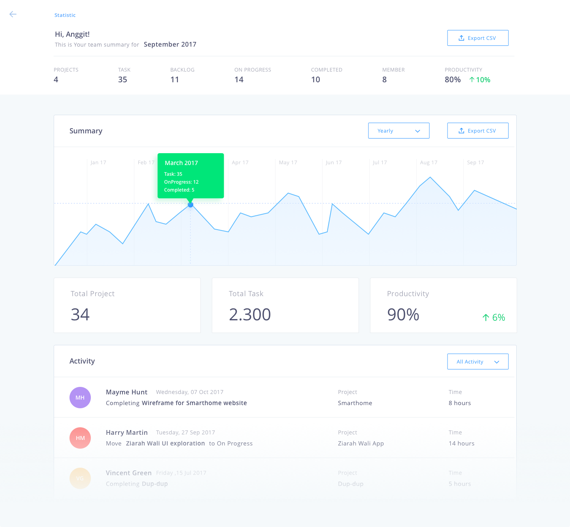 Statistic
Hi, Anggit!
This is Your team summary for September 2017
Export CSV
PROJECTS TASK BACKLOG ON PROGRESS COMPLETED MEMBER PRODUCTIVITY
4 35 11 14 10 8 80% 10%
Summary
Yearly
Export CSV
Jan 17 Feb Apr 17 May 17 Jun 17 Jul 17 Aug 17 Sep 17
March 2017
Task: 35
OnProgress: 12
Completed: 5
Total Project
34
Total Task
2.300
Productivity
90% 6%
Activity
All Activity
MH
Mayme Hunt Wednesday, 07 Oct 2017 Project Time
Completing Wireframe for Smarthome website Smarthome 8 hours
HM
Harry Martin Tuesday, 27 Sep 2017 Project Time
Move Ziarah Wali UI exploration to On Progress Ziarah Wali App 14 hours
Vincent Green Friday, Jul 2017 Project Time
Completing Dup-dup Dup-dup 5 hours